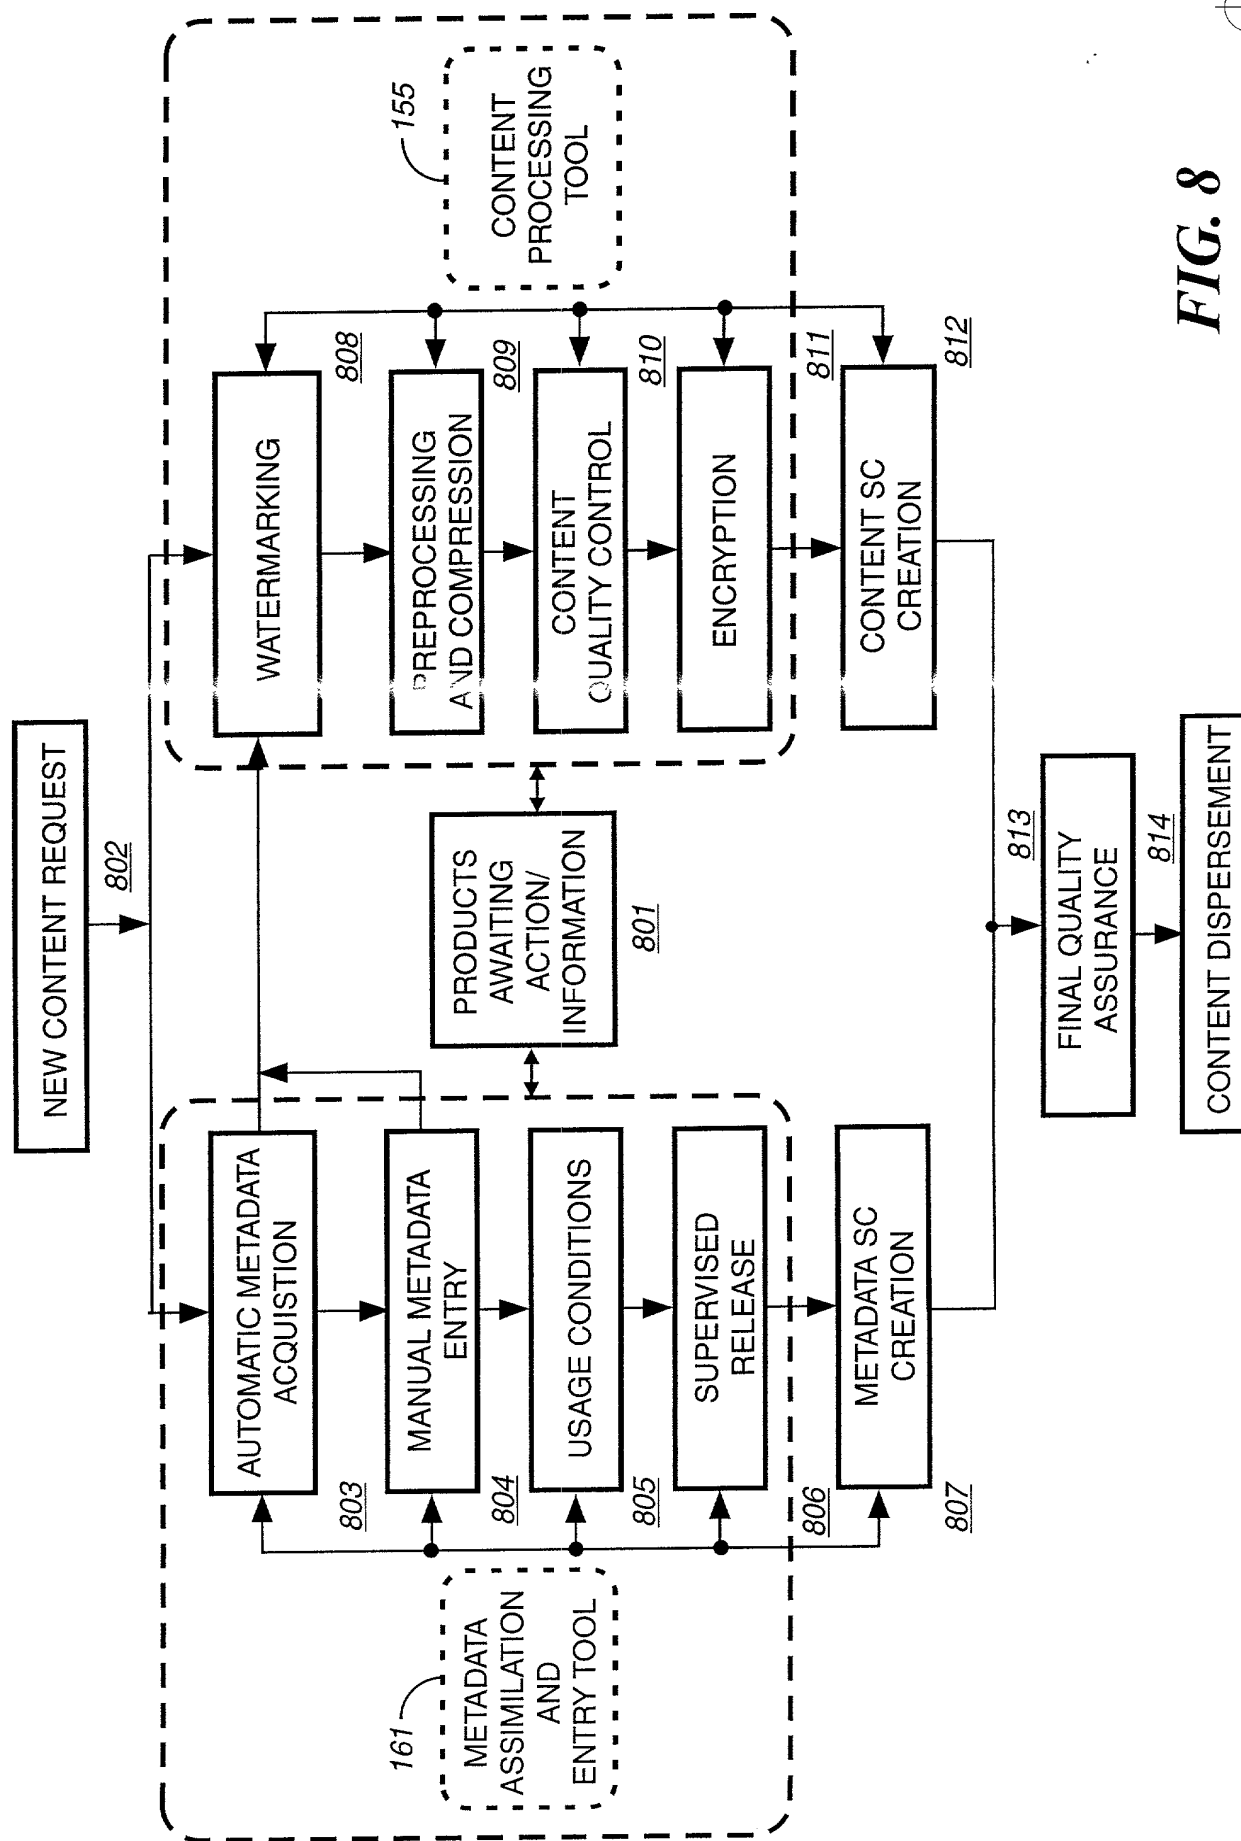 NEW CONTENT REQUEST
802
AUTOMATIC METADATA
ACQUISTION
803
MANUAL METADATA
ENTRY
804
USAGE CONDITIONS
805
SUPERVISED
RELEASE
806
METADATA SC
CREATION
807
161
METADATA
ASSIMILATION
AND
ENTRY TOOL
PRODUCTS
AWAITING
ACTION/
INFORMATION
801
WATERMARKING
808
PREPROCESSING
AND COMPRESSION
809
CONTENT
QUALITY CONTROL
810
ENCRYPTION
811
CONTENT SC
CREATION
812
155
CONTENT
PROCESSING
TOOL
813
FINAL QUALITY
ASSURANCE
814
CONTENT DISPERSEMENT
FIG. 8